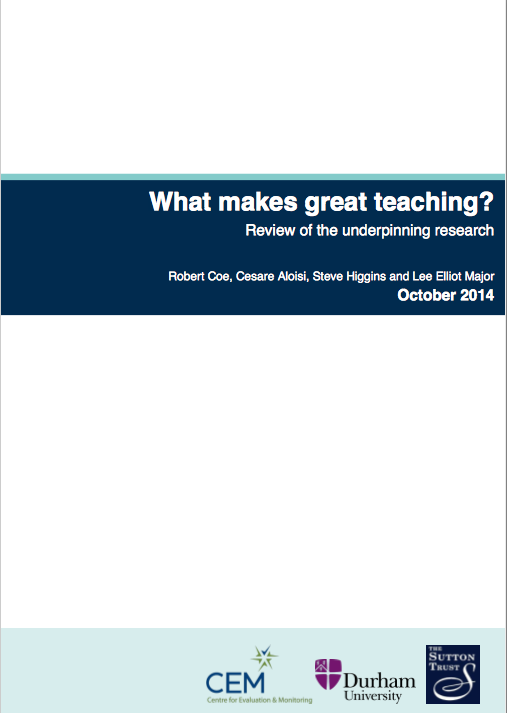 What makes great teaching?
Review of the underpinning research
Robert Coe, Cesare Aloisi, Steve Higgins and Lee Elliot Major
October 2014
CEM
Centre for Evaluation & Monitoring
Durham
University
THE
SUTTON
TRUST